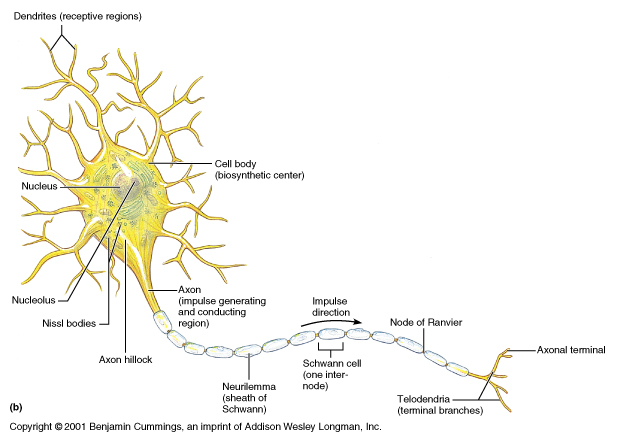 Dendrites (receptive regions)
Cell body
(biosynthetic center)
Nucleus
Nucleolus
Nissl bodies
Axon hillock
Axon
(impulse generating
and conducting
region)
Impulse
direction
Node of Ranvier
Axonal terminal
Schwann cell
(one inter-
node)
Neurilemma
(sheath of
Schwann)
Telodendria
(terminal branches)
(b)
Copyright © 2001 Benjamin Cummings, an imprint of Addison Wesley Longman, Inc.